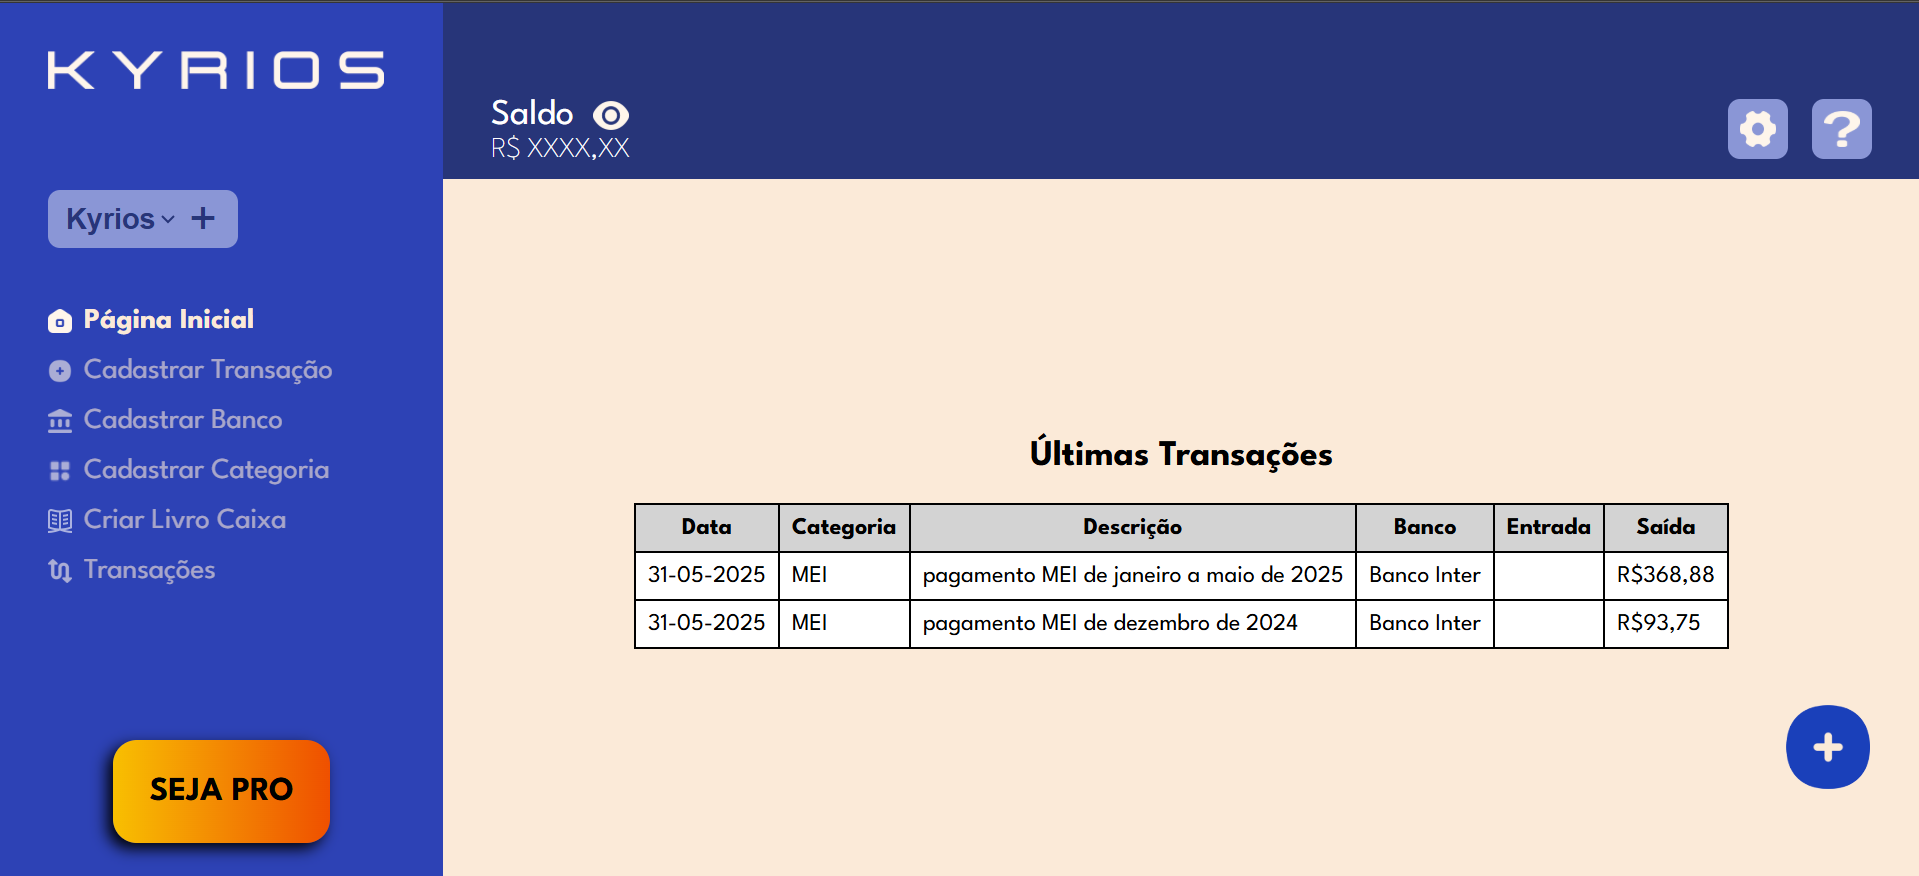 KYRIOS
Kyrios
Página Inicial
Cadastrar Transação
Cadastrar Banco
Cadastrar Categoria
Criar Livro Caixa
Transações
SEJA PRO
Saldo
R$ XXXX,XX
Últimas Transações
Data Categoria Descrição Banco Entrada Saída
31-05-2025 MEI pagamento MEI de janeiro a maio de 2025 Banco Inter R$368,88
31-05-2025 MEI pagamento MEI de dezembro de 2024 Banco Inter R$93,75